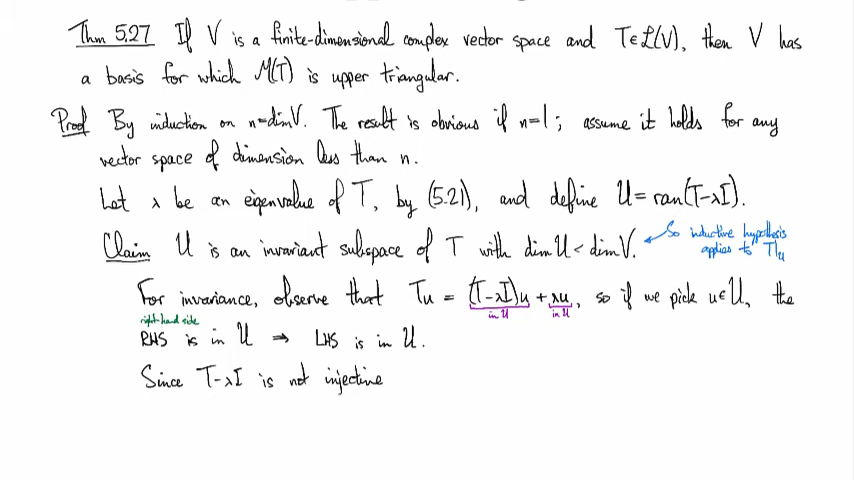 Thm 5.27 If V is a finite-dimensional complex vector space and T∈ℒ(V), then V has
a basis for which M(T) is upper triangular.
Proof By induction on n=dimV. The result is obvious if n=1; assume it holds for any
vector space of dimension less than n.
Let λ be an eigenvalue of T, by (5.21), and define U=ran(T-λI).
Claim U is an invariant subspace of T with dim U < dim V.
So inductive hypothesis
applies to T|u
For invariance, observe that Tu = (T-λI)u + λu, so if we pick u∈U, the
in U in U
right-hand side
RHS is in U ⇒ LHS is in U.
Since T-λI is not injective